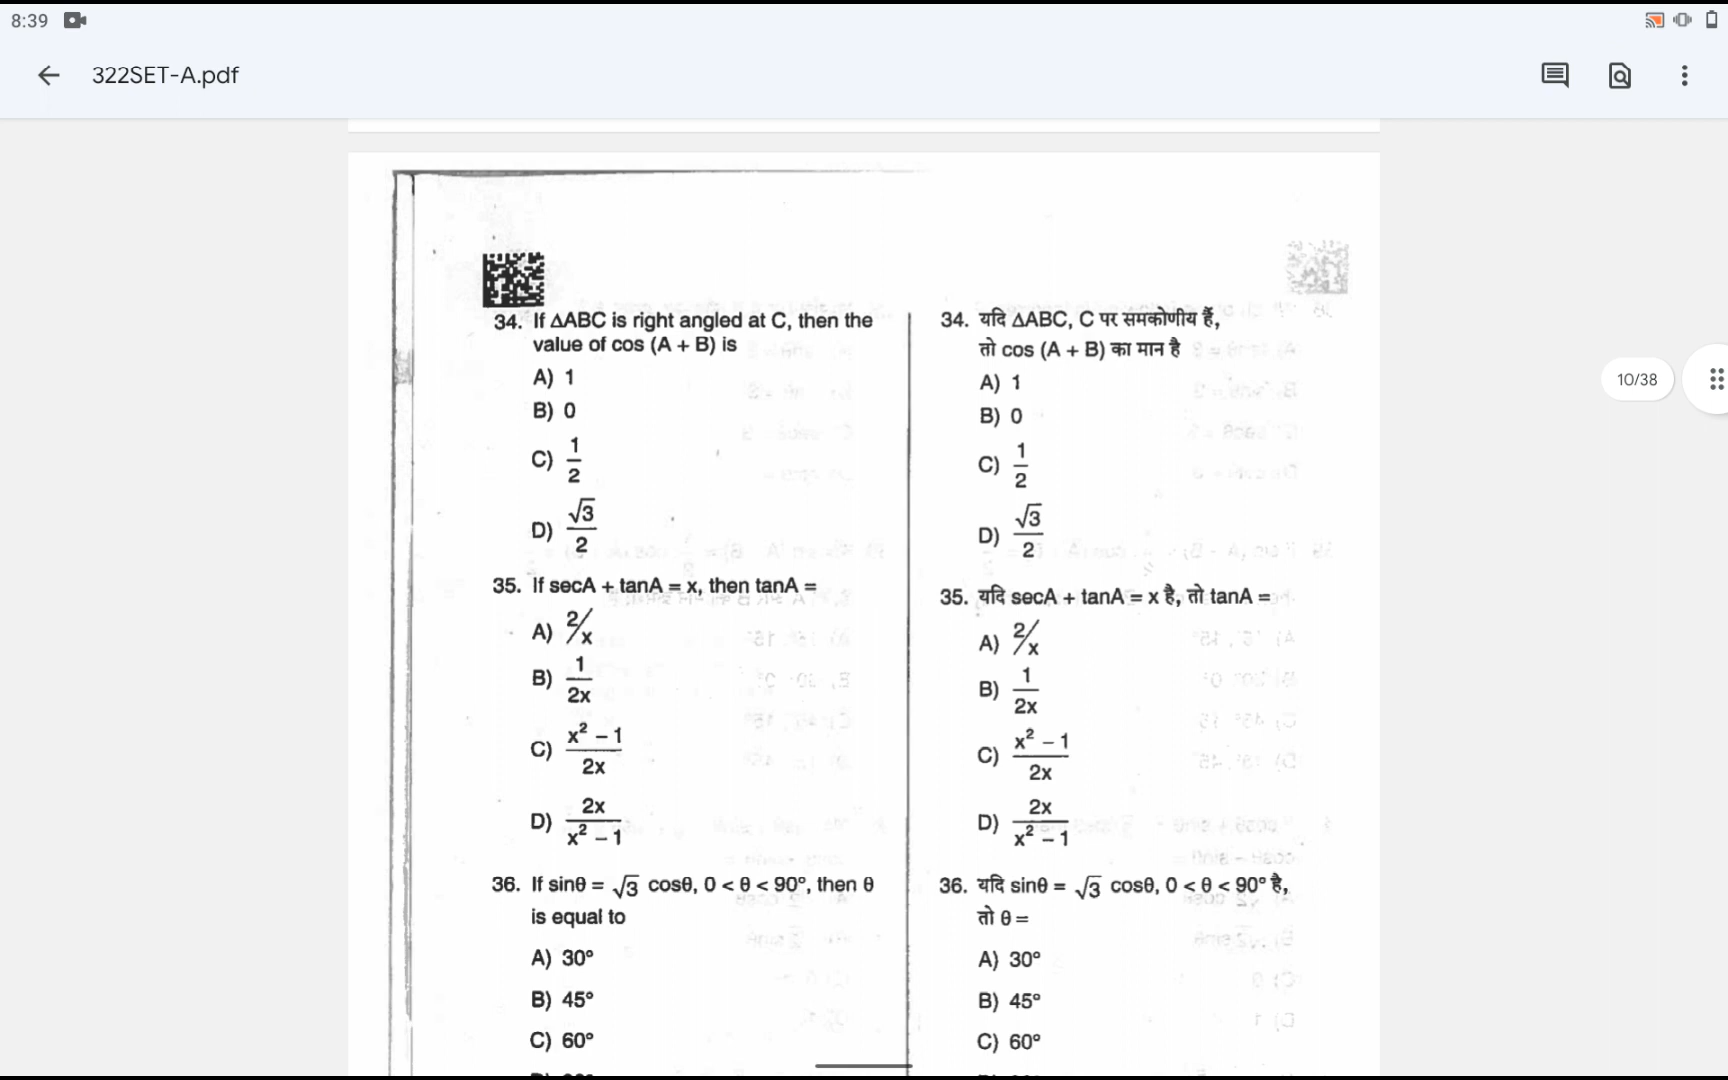 8:39
322SET-A.pdf
10/38
34. If ΔABC is right angled at C, then the
value of cos (A + B) is
A) 1
B) 0
C) 1/2
D) √3/2
35. If secA + tanA = x, then tanA =
A) 2/x
B) 1/2x
C) x² – 1/2x
D) 2x/x² – 1
36. If sinθ = √3 cosθ, 0 < θ < 90°, then θ
is equal to
A) 30°
B) 45°
C) 60°
34. यदि ΔABC, C पर समकोणीय हैं,
तो cos (A + B) का मान है
A) 1
B) 0
C) 1/2
D) √3/2
35. यदि secA + tanA = x है, तो tanA =
A) 2/x
B) 1/2x
C) x² – 1/2x
D) 2x/x² – 1
36. यदि sinθ = √3 cosθ, 0 < θ < 90° है,
तो θ =
A) 30°
B) 45°
C) 60°